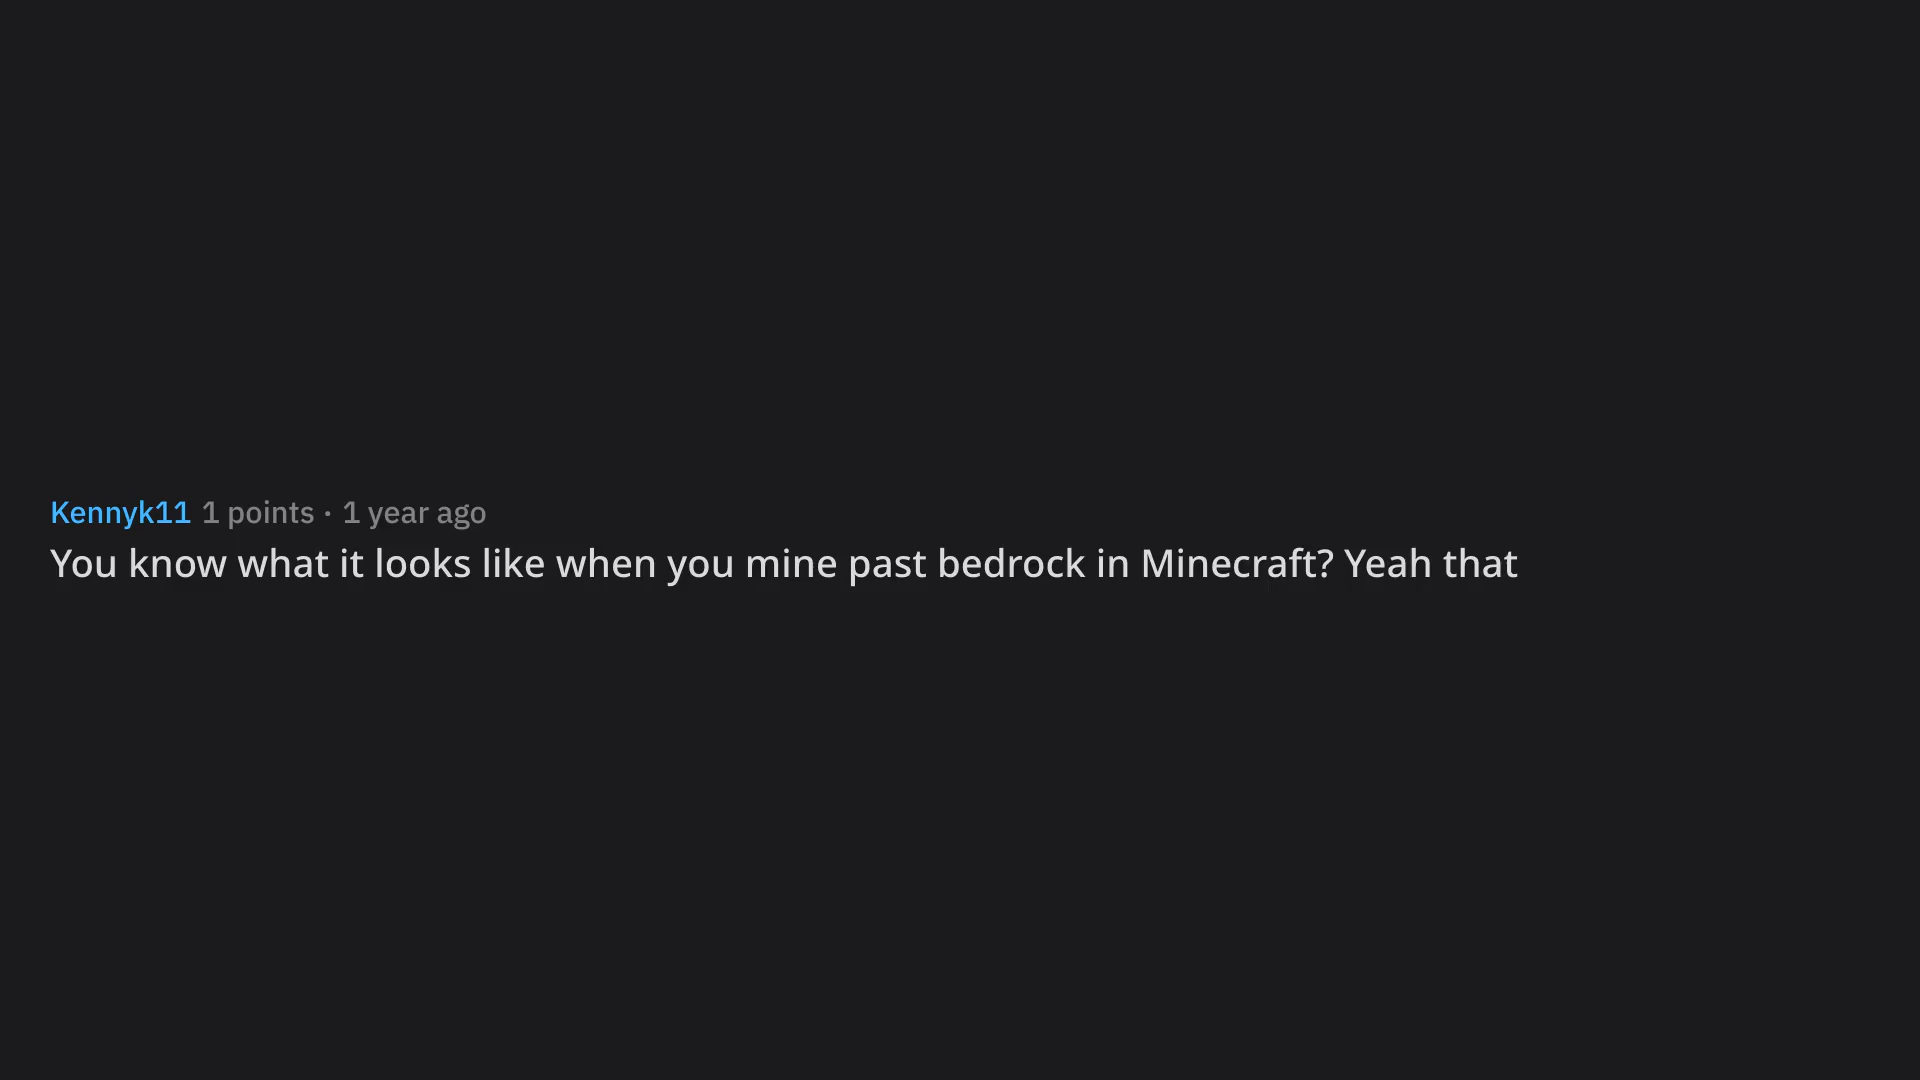 Kennyk11 1 points · 1 year ago
You know what it looks like when you mine past bedrock in Minecraft? Yeah that